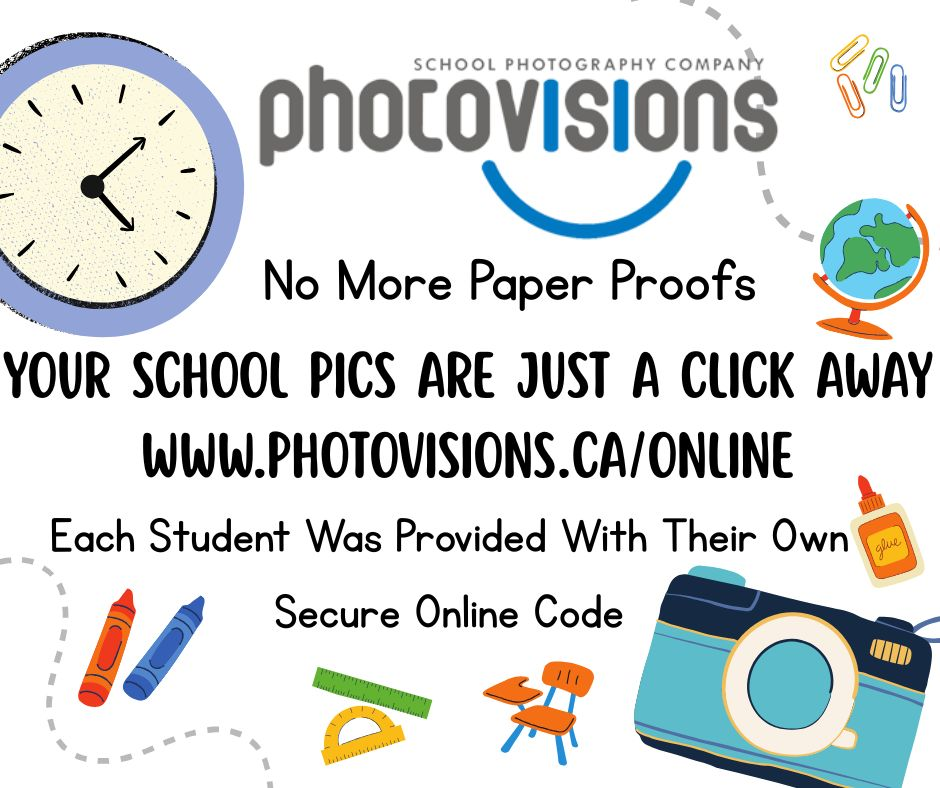 SCHOOL PHOTOGRAPHY COMPANY
photovisions
No More Paper Proofs
YOUR SCHOOL PICS ARE JUST A CLICK AWAY
WWW.PHOTOVISIONS.CA/ONLINE
Each Student Was Provided With Their Own
glue
Secure Online Code